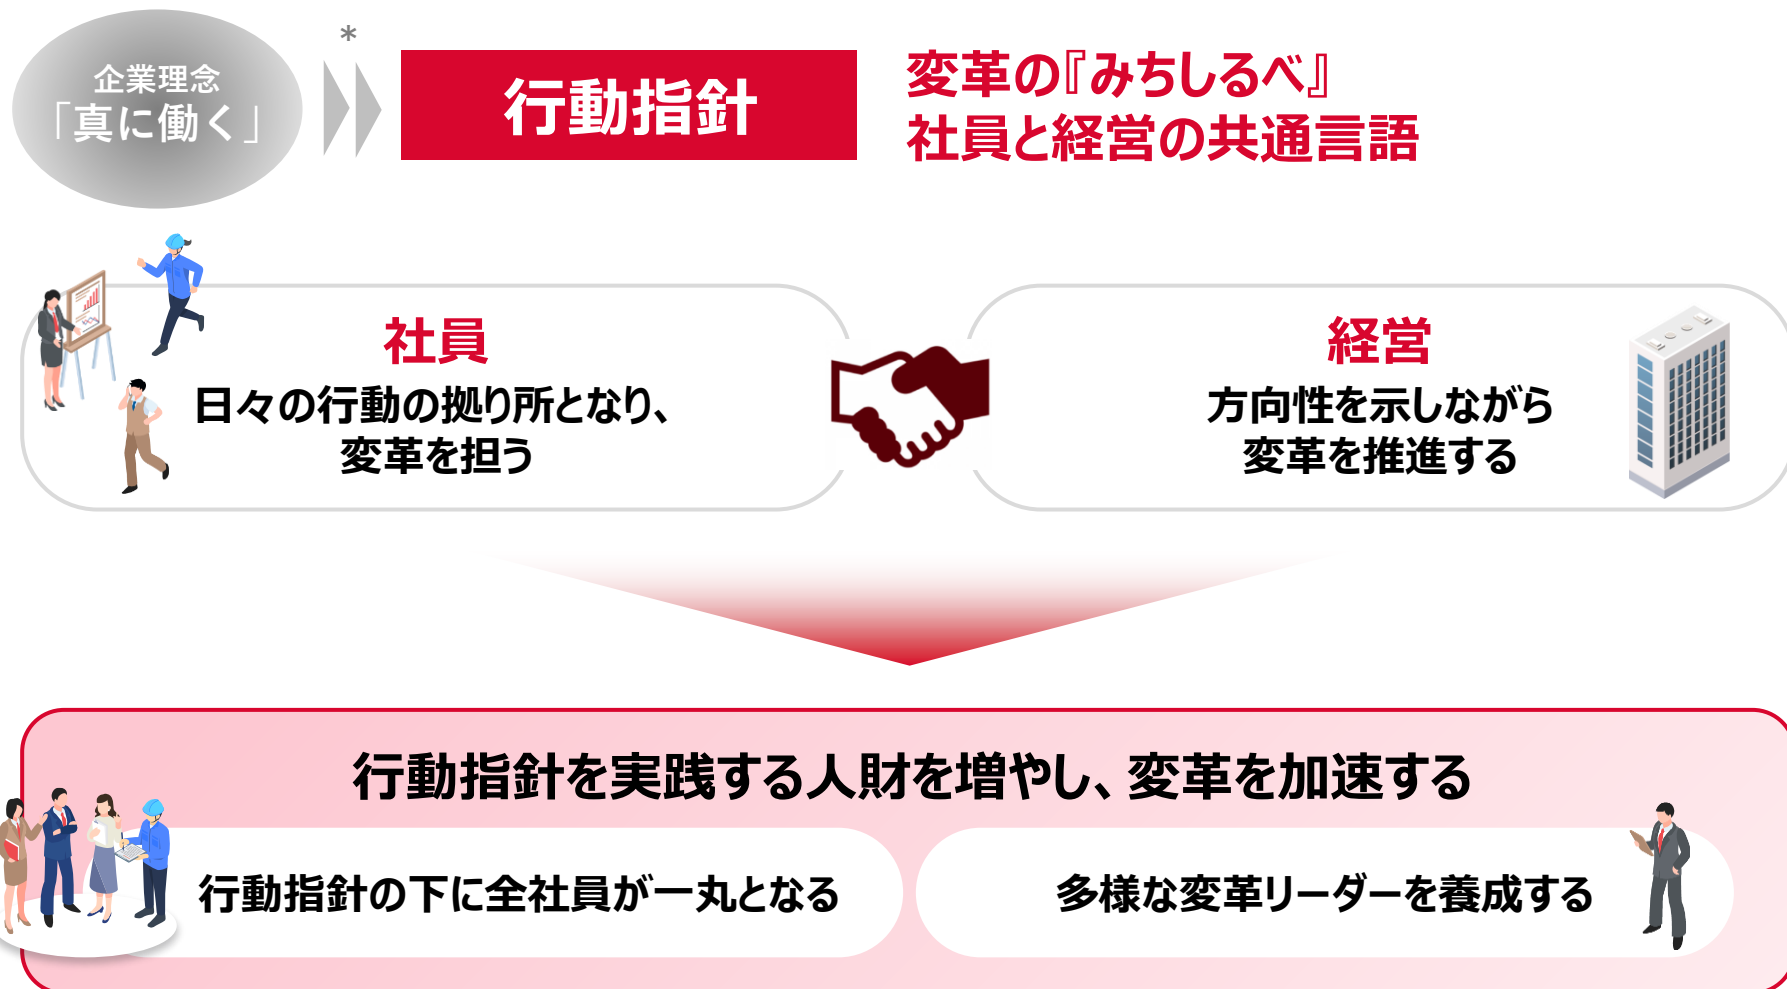 企業理念
「真に働く」
*
行動指針
変革の『みちしるべ』
社員と経営の共通言語
社員
日々の行動の拠り所となり、
変革を担う
経営
方向性を示しながら
変革を推進する
行動指針を実践する人財を増やし、変革を加速する
行動指針の下に全社員が一丸となる
多様な変革リーダーを養成する